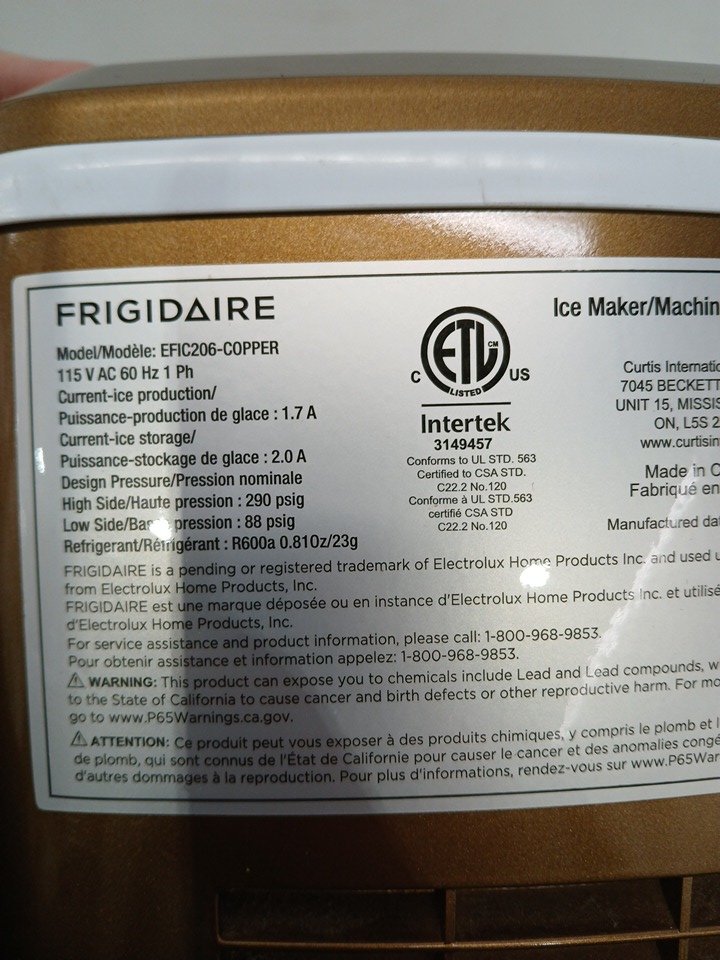 FRIGIDAIRE
Model/Modèle: EFIC206-COPPER
115 V AC 60 Hz 1 Ph
Current-ice production/
Puissance-production de glace : 1.7 A
Current-ice storage/
Puissance-stockage de glace : 2.0 A
Design Pressure/Pression nominale
High Side/Haute pression : 290 psig
Low Side/Basse pression : 88 psig
Refrigerant/Réfrigérant : R600a 0.81Oz/23g
C ETL CM US
LISTED
Intertek
3149457
Conforms to UL STD. 563
Certified to CSA STD.
C22.2 No.120
Conforme à UL STD.563
certifié CSA STD
C22.2 No.120
Ice Maker/Machin
Curtis Internatio
7045 BECKETT
UNIT 15, MISSIS
ON, L5S 2
www.curtisin
Made in C
Fabriqué en
Manufactured dat
FRIGIDAIRE is a pending or registered trademark of Electrolux Home Products Inc. and used u
from Electrolux Home Products, Inc.
FRIGIDAIRE est une marque déposée ou en instance d'Electrolux Home Products Inc. et utilisé
d'Electrolux Home Products, Inc.
For service assistance and product information, please call: 1-800-968-9853.
Pour obtenir assistance et information appelez: 1-800-968-9853.
WARNING: This product can expose you to chemicals include Lead and Lead compounds, w
to the State of California to cause cancer and birth defects or other reproductive harm. For mo
go to www.P65Warnings.ca.gov.
ATTENTION: Ce produit peut vous exposer à des produits chimiques, y compris le plomb et l
de plomb, qui sont connus de l'État de Californie pour causer le cancer et des anomalies congé
d'autres dommages à la reproduction. Pour plus d'informations, rendez-vous sur www.P65War